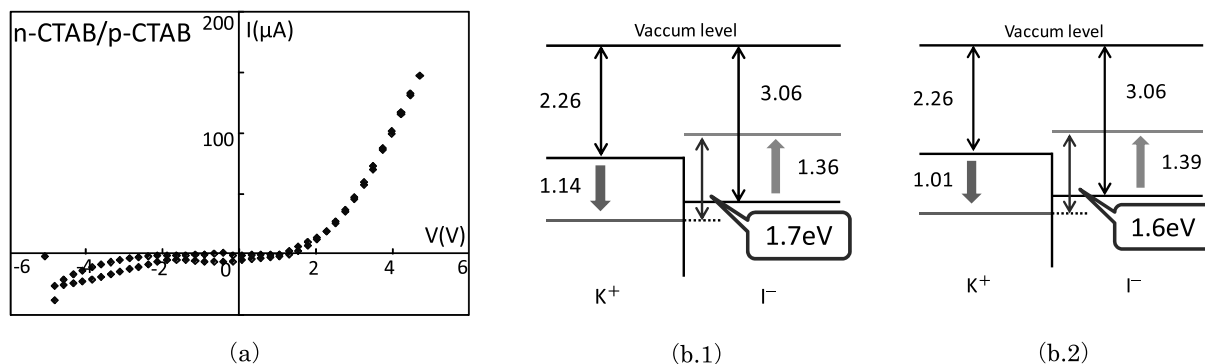 n-CTAB/p-CTAB
I(μA)
200
100
V(V)
-6
-4
-2
0
2
4
6
(a)
Vaccum level
2.26
3.06
1.14
1.36
1.7eV
K+
I−
(b.1)
Vaccum level
2.26
3.06
1.01
1.39
1.6eV
K+
I−
(b.2)